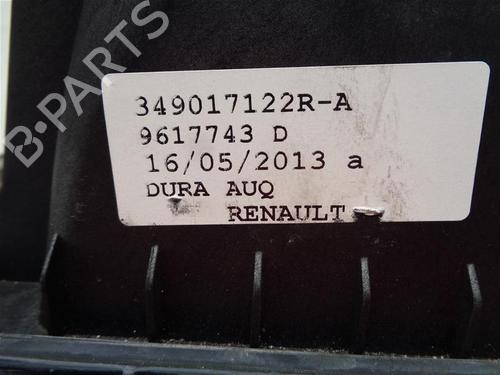 B-PARTS
349017122R-A
9617743 D
16/05/2013 a
DURA AUQ
RENAULT